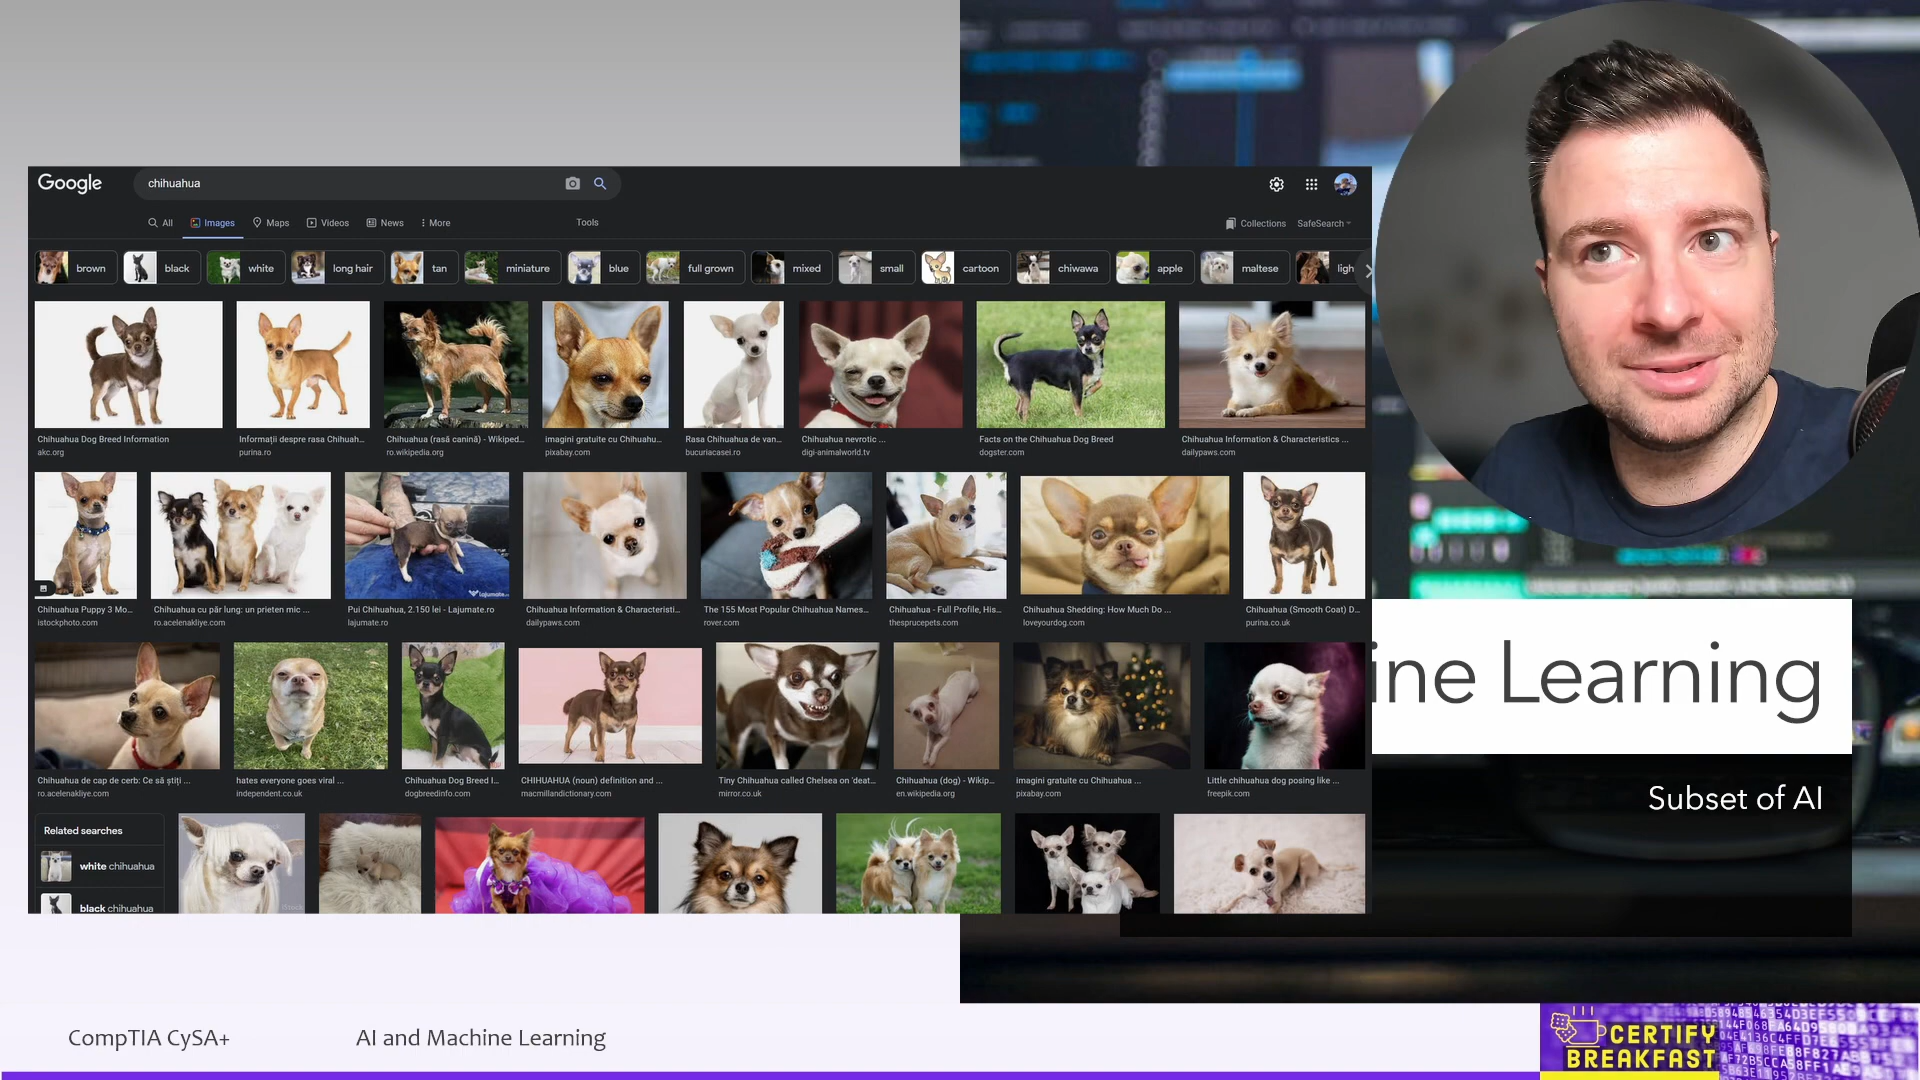 Google
chihuahua
All
Images
Maps
Videos
News
More
Tools
Collections
SafeSearch
brown
black
white
long hair
tan
miniature
blue
full grown
mixed
small
cartoon
chiwawa
apple
maltese
ligh
Chihuahua Dog Breed Information
akc.org
Informații despre rasa Chihuah...
purina.ro
Chihuahua (rasă canină) - Wikiped...
ro.wikipedia.org
imagini gratuite cu Chihuahu...
pixabay.com
Rasa Chihuahua de van...
bucuriacasei.ro
Chihuahua nevrotic ...
digi-animalworld.tv
Facts on the Chihuahua Dog Breed
dogster.com
Chihuahua Information & Characteristics ...
dailypaws.com
Chihuahua Puppy 3 Mo...
istockphoto.com
Chihuahua cu păr lung: un prieten mic ...
ro.acelenakliye.com
Pui Chihuahua, 2.150 lei - Lajumate.ro
lajumate.ro
Chihuahua Information & Characteristi...
dailypaws.com
The 155 Most Popular Chihuahua Names...
rover.com
Chihuahua - Full Profile, His...
thesprucepets.com
Chihuahua Shedding: How Much Do ...
loveyourdog.com
Chihuahua (Smooth Coat) D...
purina.co.uk
Chihuahua de cap de cerb: Ce să știți ...
ro.acelenakliye.com
hates everyone goes viral ...
independent.co.uk
Chihuahua Dog Breed I...
dogbreedinfo.com
CHIHUAHUA (noun) definition and ...
macmillandictionary.com
Tiny Chihuahua called Chelsea on 'deat...
mirror.co.uk
Chihuahua (dog) - Wikip...
en.wikipedia.org
imagini gratuite cu Chihuahua ...
pixabay.com
Little chihuahua dog posing like ...
freepik.com
Related searches
white chihuahua
black chihuahua
ine Learning
Subset of AI
CompTIA CySA+
AI and Machine Learning
CERTIFY
BREAKFAST